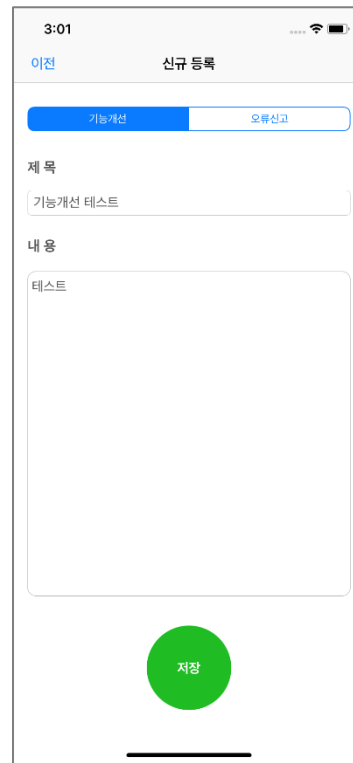 3:01
이전 신규 등록
기능개선 오류신고
제 목
기능개선 테스트
내 용
테스트
저장